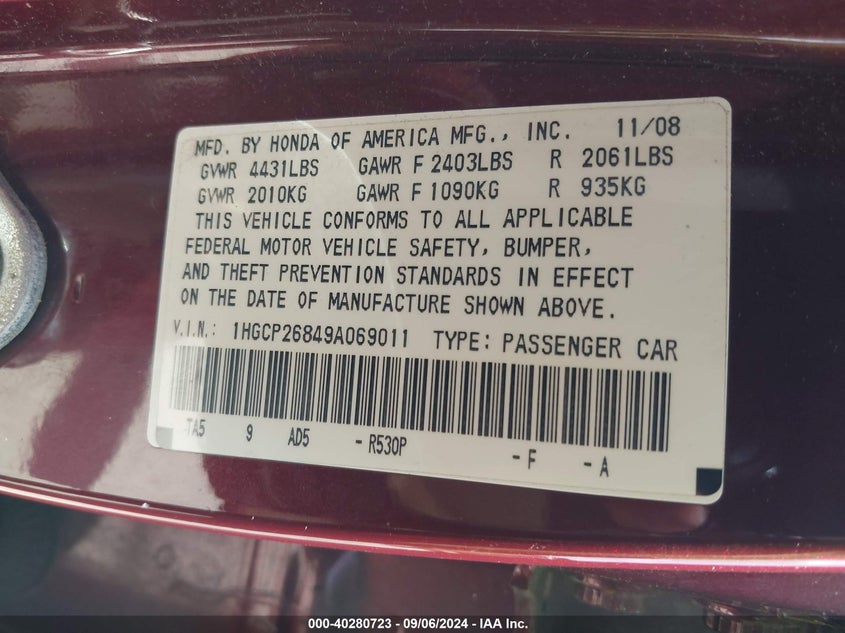 MFD. BY HONDA OF AMERICA MFG., INC. 11/08
GVWR 4431LBS GAWR F 2403LBS R 2061LBS
GVWR 2010KG GAWR F 1090KG R 935KG
THIS VEHICLE CONFORMS TO ALL APPLICABLE
FEDERAL MOTOR VEHICLE SAFETY, BUMPER,
AND THEFT PREVENTION STANDARDS IN EFFECT
ON THE DATE OF MANUFACTURE SHOWN ABOVE.
V.I.N.: 1HGCP26849A069011 TYPE: PASSENGER CAR
-TA5 9 AD5 - R530P - F - A
000-40280723 - 09/06/2024 - IAA Inc.